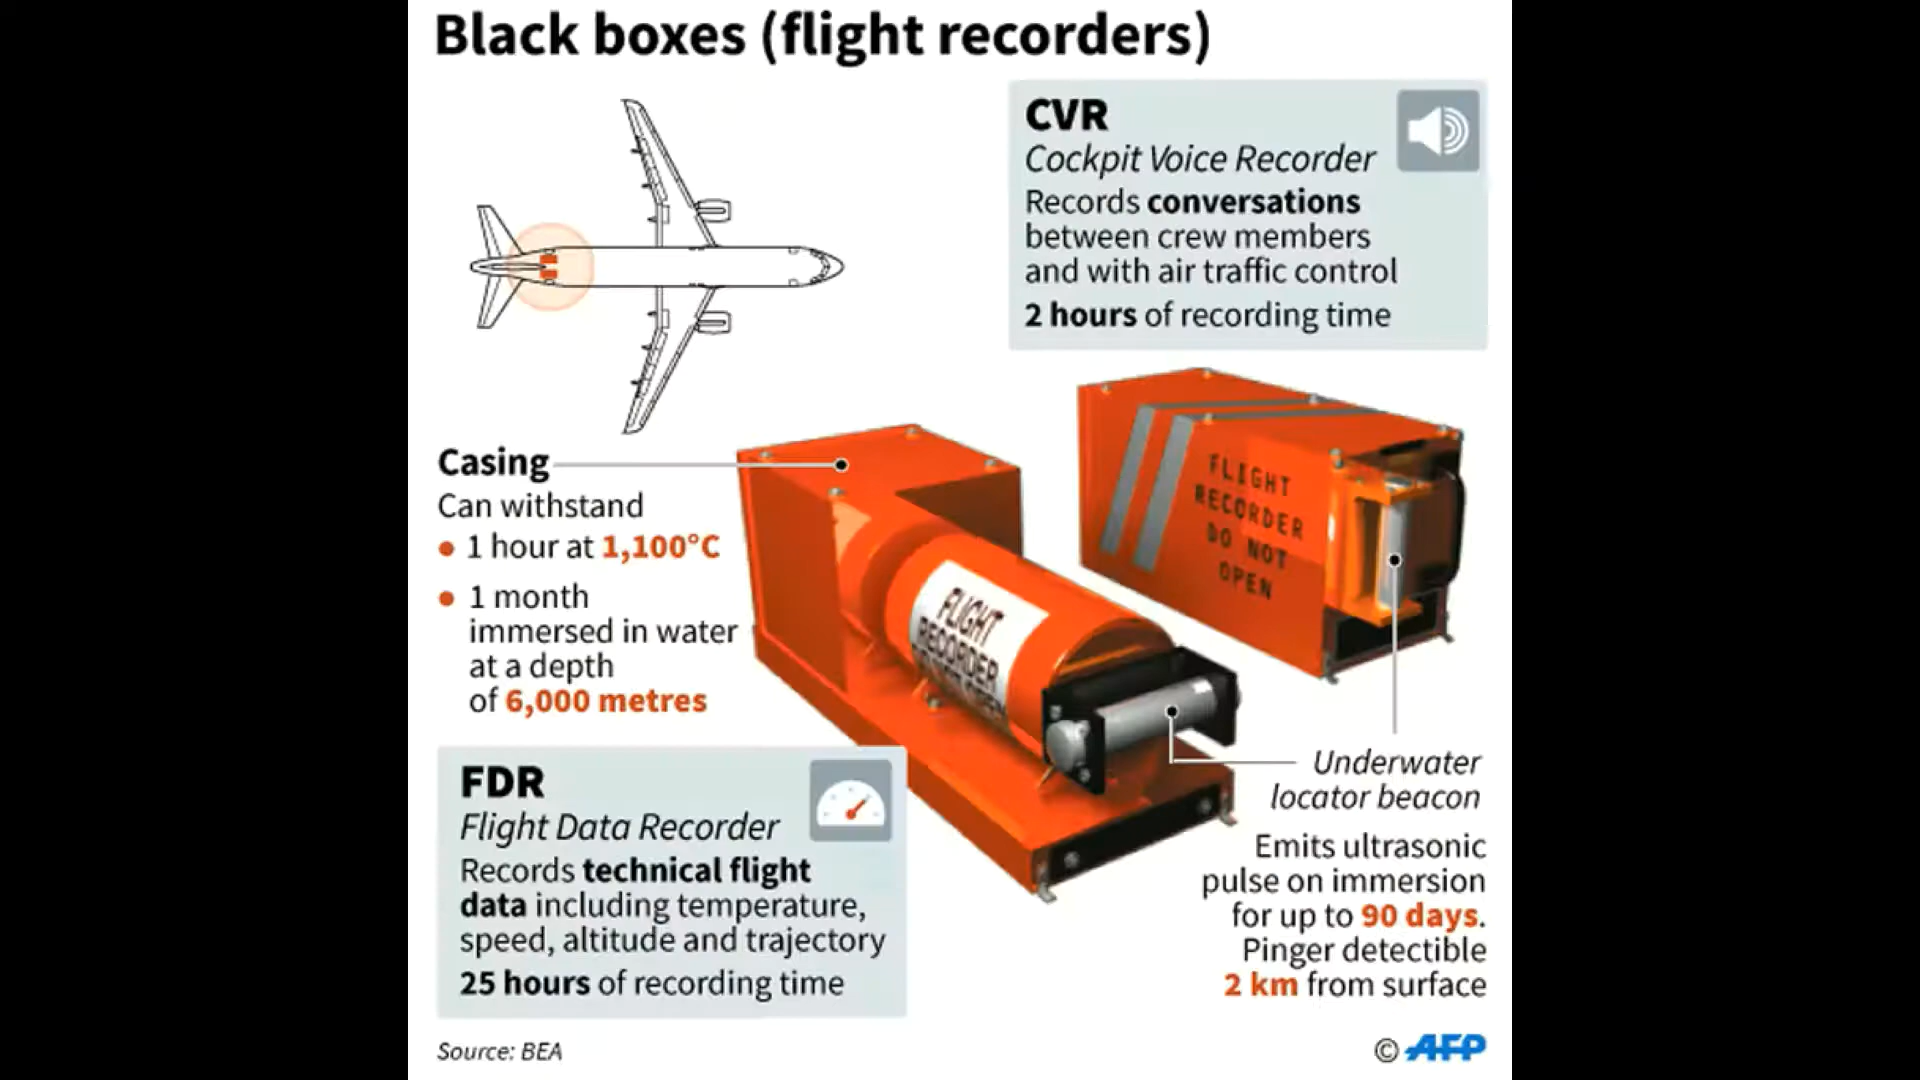 Black boxes (flight recorders)
CVR
Cockpit Voice Recorder
Records conversations
between crew members
and with air traffic control
2 hours of recording time
Casing
Can withstand
• 1 hour at 1,100°C
• 1 month
immersed in water
at a depth
of 6,000 metres
FLIGHT
RECORDER
DO NOT
OPEN
FLIGHT
RECORDER
Underwater
locator beacon
Emits ultrasonic
pulse on immersion
for up to 90 days.
Pinger detectible
2 km from surface
FDR
Flight Data Recorder
Records technical flight
data including temperature,
speed, altitude and trajectory
25 hours of recording time
Source: BEA
© AFP